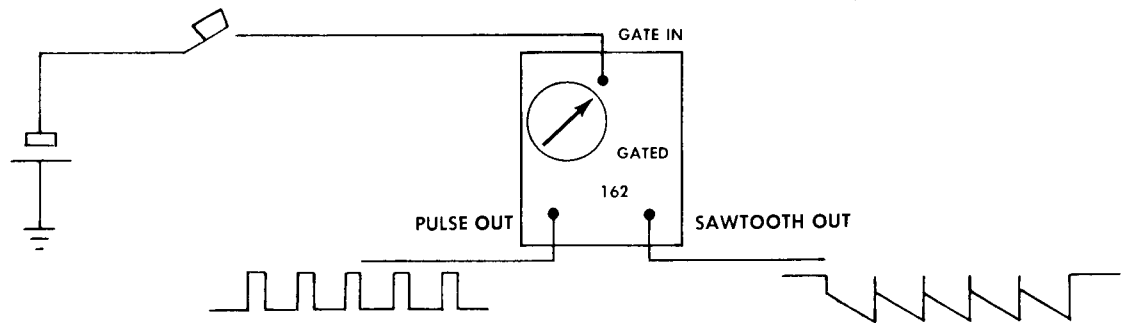 GATE IN
GATED
162
PULSE OUT
SAWTOOTH OUT